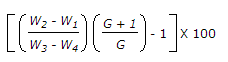 [((W₂ - W₁)/(W₃ - W₄))((G + 1)/G) - 1] X 100